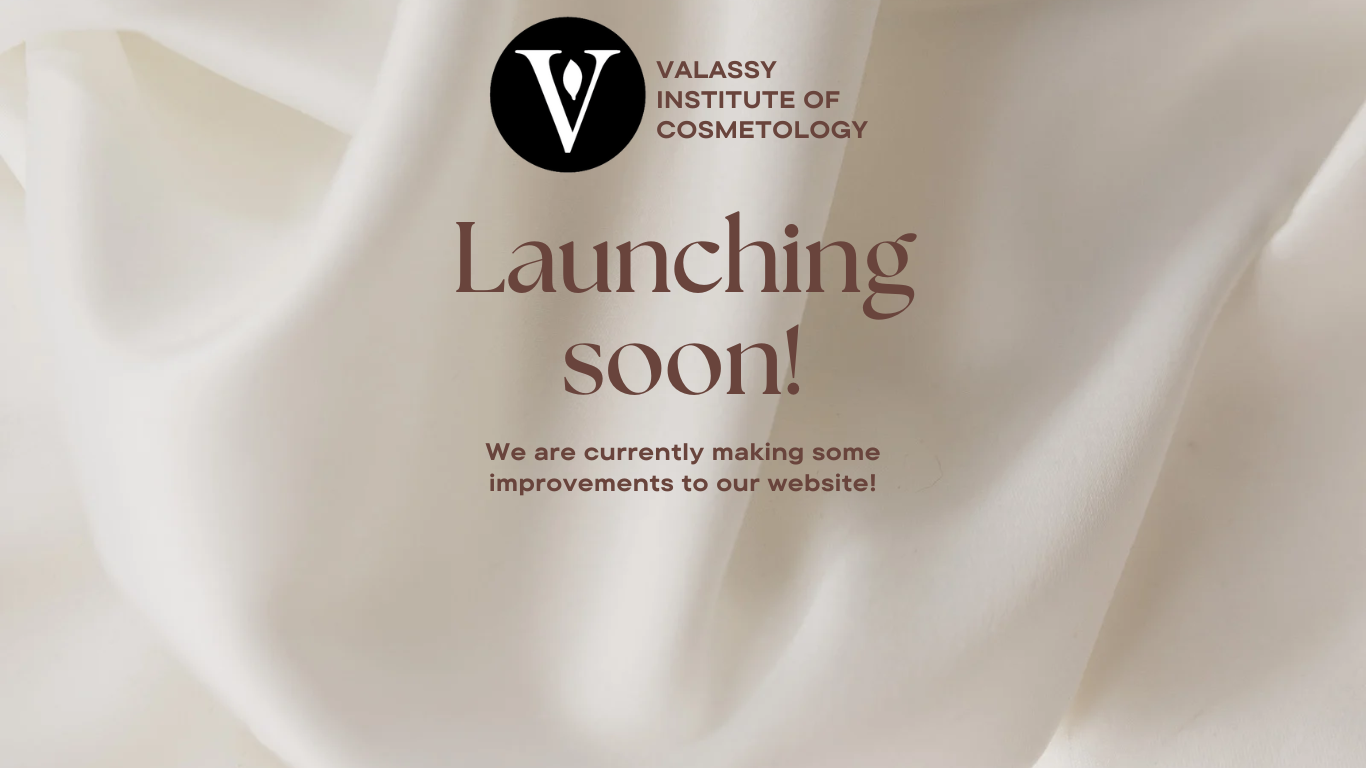 VALASSY
INSTITUTE OF
COSMETOLOGY
Launching
soon!
We are currently making some
improvements to our website!